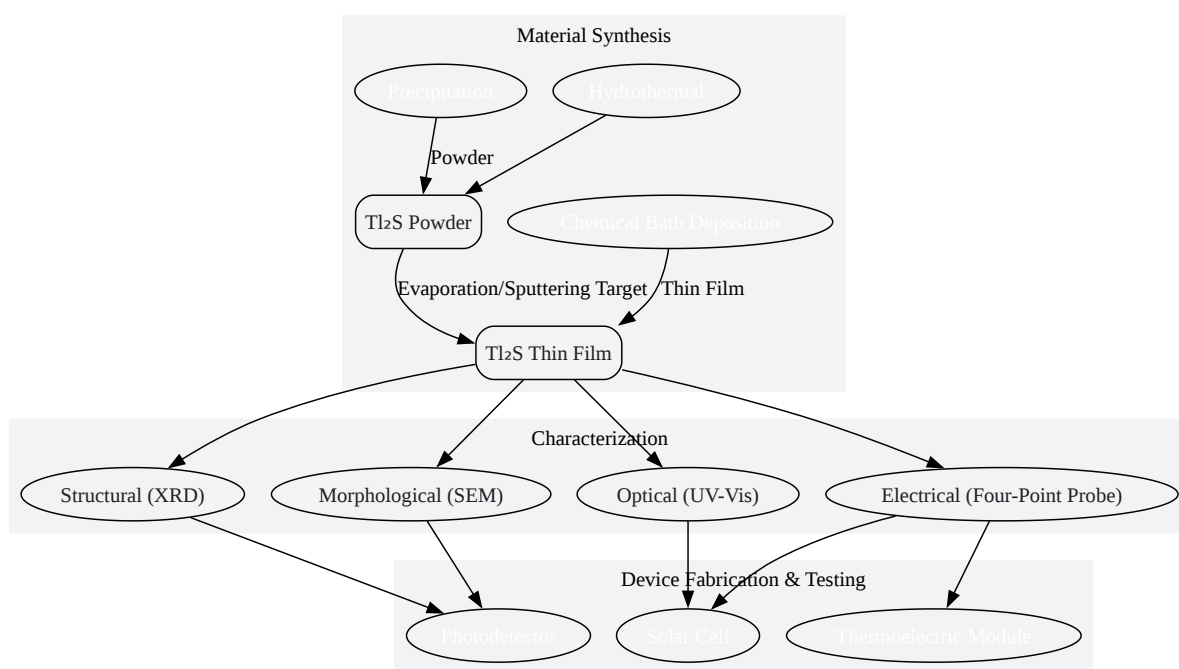 Material Synthesis
Precipitation
Hydrothermal
Powder
Tl₂S Powder
Chemical Bath Deposition
Evaporation/Sputtering Target
Thin Film
Tl₂S Thin Film
Characterization
Structural (XRD)
Morphological (SEM)
Optical (UV-Vis)
Electrical (Four-Point Probe)
Device Fabrication & Testing
Photodetector
Solar Cell
Thermoelectric Module